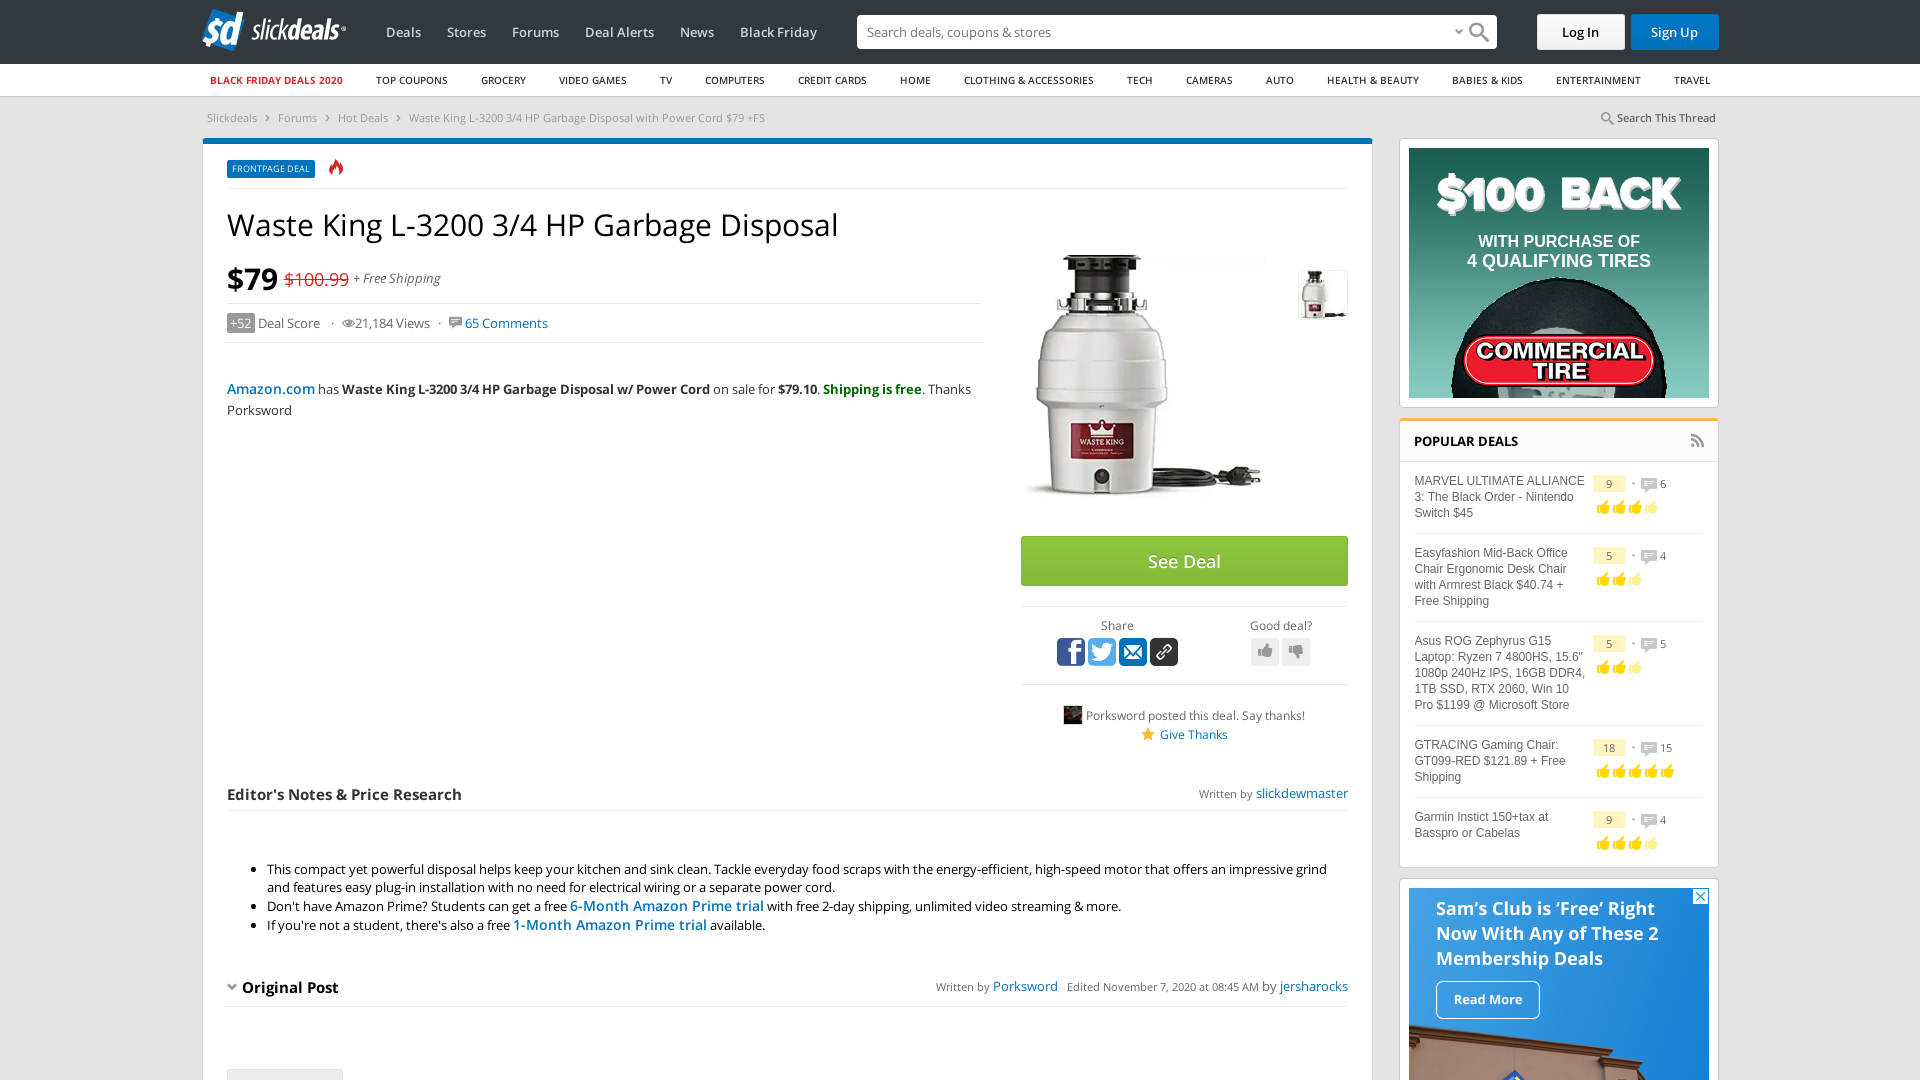 slickdeals
Deals
Stores
Forums
Deal Alerts
News
Black Friday
Search deals, coupons & stores
Log In
Sign Up
BLACK FRIDAY DEALS 2020
TOP COUPONS
GROCERY
VIDEO GAMES
TV
COMPUTERS
CREDIT CARDS
HOME
CLOTHING & ACCESSORIES
TECH
CAMERAS
AUTO
HEALTH & BEAUTY
BABIES & KIDS
ENTERTAINMENT
TRAVEL
Slickdeals › Forums › Hot Deals › Waste King L-3200 3/4 HP Garbage Disposal with Power Cord $79 +FS
Search This Thread
FRONTPAGE DEAL
Waste King L-3200 3/4 HP Garbage Disposal
$79 $100.99 + Free Shipping
+52 Deal Score · 21,184 Views · 65 Comments
Amazon.com has Waste King L-3200 3/4 HP Garbage Disposal w/ Power Cord on sale for $79.10. Shipping is free. Thanks
Porksword
WASTE KING
See Deal
Share
Good deal?
Porksword posted this deal. Say thanks!
Give Thanks
Editor's Notes & Price Research
Written by slickdewmaster
• This compact yet powerful disposal helps keep your kitchen and sink clean. Tackle everyday food scraps with the energy-efficient, high-speed motor that offers an impressive grind
and features easy plug-in installation with no need for electrical wiring or a separate power cord.
• Don't have Amazon Prime? Students can get a free 6-Month Amazon Prime trial with free 2-day shipping, unlimited video streaming & more.
• If you're not a student, there's also a free 1-Month Amazon Prime trial available.
Original Post
Written by Porksword Edited November 7, 2020 at 08:45 AM by jersharocks
$100 BACK
WITH PURCHASE OF
4 QUALIFYING TIRES
COMMERCIAL
TIRE
POPULAR DEALS
MARVEL ULTIMATE ALLIANCE
3: The Black Order - Nintendo
Switch $45
9 • 6
Easyfashion Mid-Back Office
Chair Ergonomic Desk Chair
with Armrest Black $40.74 +
Free Shipping
5 • 4
Asus ROG Zephyrus G15
Laptop: Ryzen 7 4800HS, 15.6"
1080p 240Hz IPS, 16GB DDR4,
1TB SSD, RTX 2060, Win 10
Pro $1199 @ Microsoft Store
5 • 5
GTRACING Gaming Chair:
GT099-RED $121.89 + Free
Shipping
18 • 15
Garmin Instict 150+tax at
Basspro or Cabelas
9 • 4
Sam's Club is ‘Free’ Right
Now With Any of These 2
Membership Deals
Read More